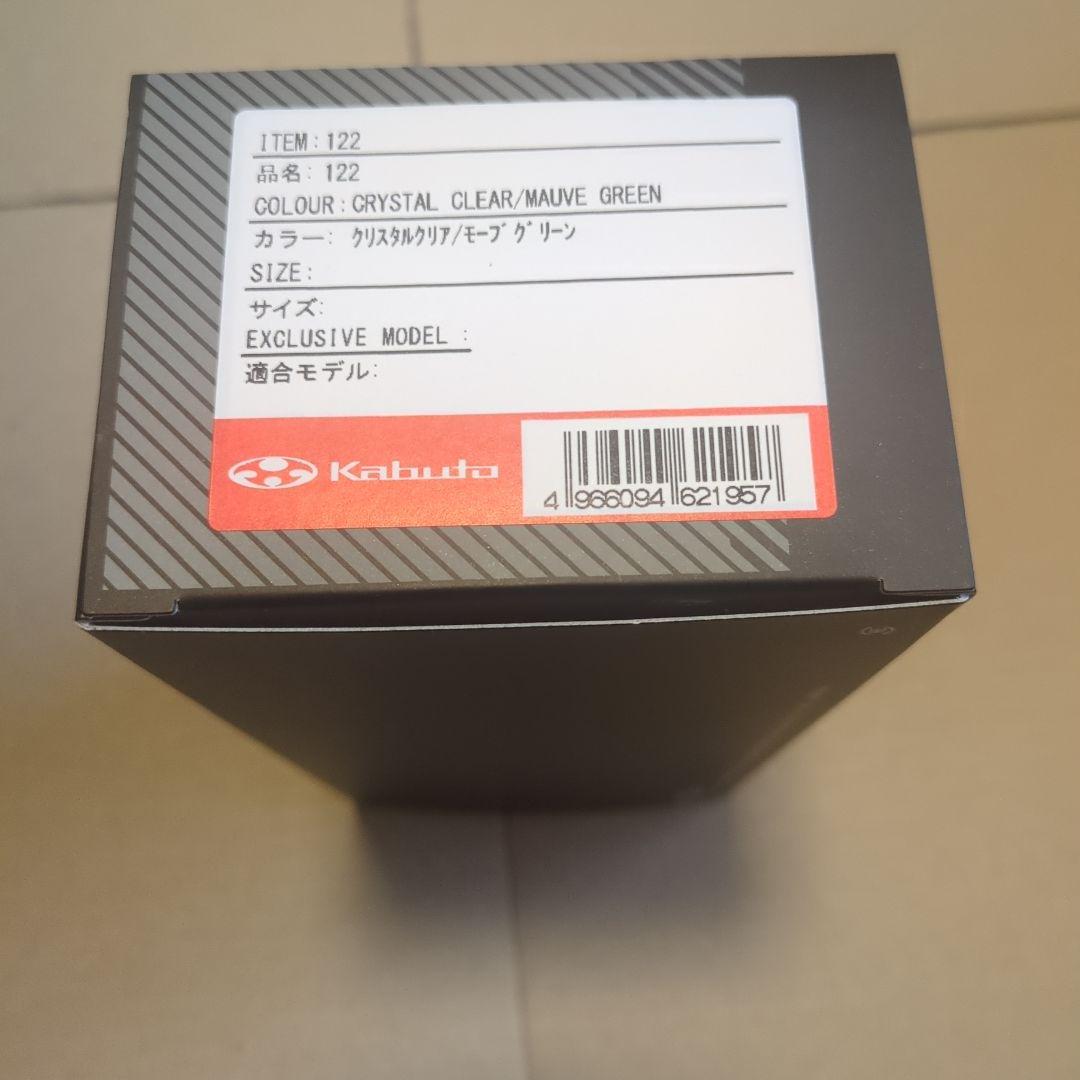 ITEM:122
品名: 122
COLOUR:CRYSTAL CLEAR/MAUVE GREEN
カラー: ｸﾘｽﾀﾙｸﾘｱ/ﾓｰﾌﾞｸﾞﾘｰﾝ
SIZE:
サイズ:
EXCLUSIVE MODEL :
適合モデル:
Kabuto
4 966094 621957